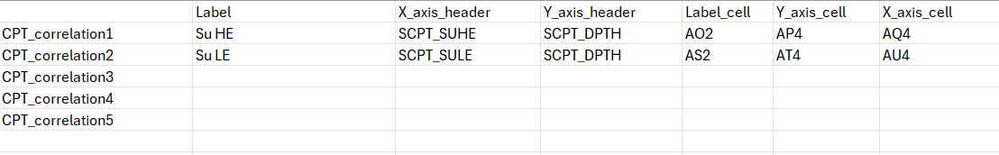 Label X_axis_header Y_axis_header Label_cell Y_axis_cell X_axis_cell
CPT_correlation1 Su HE SCPT_SUHE SCPT_DPTH AO2 AP4 AQ4
CPT_correlation2 Su LE SCPT_SULE SCPT_DPTH AS2 AT4 AU4
CPT_correlation3
CPT_correlation4
CPT_correlation5